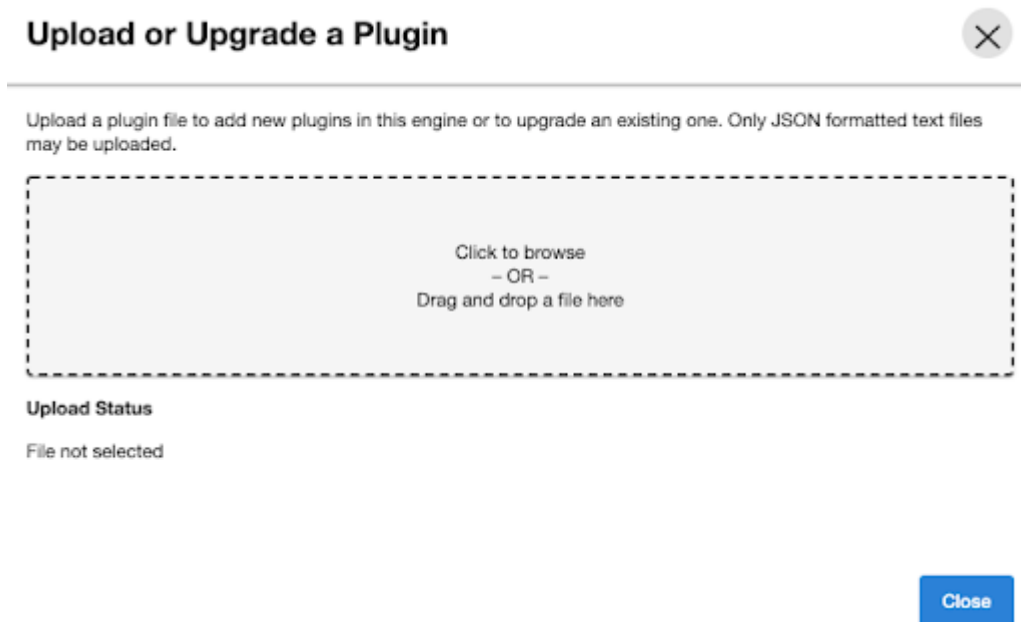 Upload or Upgrade a Plugin
Upload a plugin file to add new plugins in this engine or to upgrade an existing one. Only JSON formatted text files
may be uploaded.
Click to browse
– OR –
Drag and drop a file here
Upload Status
File not selected
Close